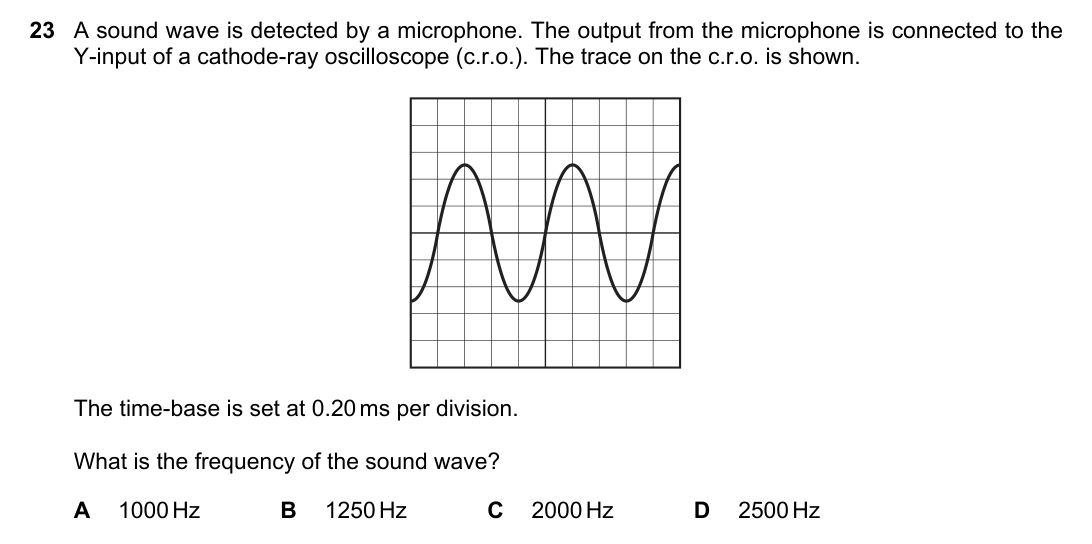 23 A sound wave is detected by a microphone. The output from the microphone is connected to the
Y-input of a cathode-ray oscilloscope (c.r.o.). The trace on the c.r.o. is shown.
The time-base is set at 0.20 ms per division.
What is the frequency of the sound wave?
A 1000 Hz B 1250 Hz C 2000 Hz D 2500 Hz